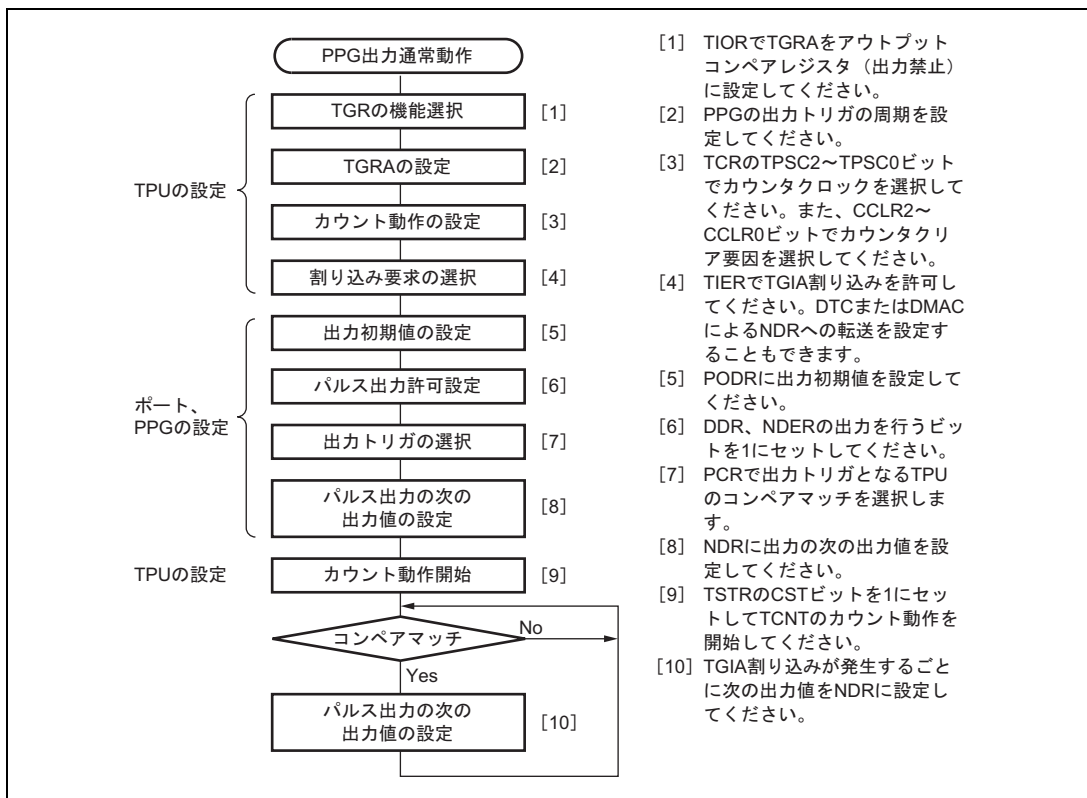 PPG出力通常動作
TPUの設定
TGRの機能選択 [1]
TGRAの設定 [2]
カウント動作の設定 [3]
割り込み要求の選択 [4]
ポート、
PPGの設定
出力初期値の設定 [5]
パルス出力許可設定 [6]
出力トリガの選択 [7]
パルス出力の次の
出力値の設定
[8]
TPUの設定
カウント動作開始 [9]
コンペアマッチ
No
Yes
パルス出力の次の
出力値の設定
[10]
[1] TIORでTGRAをアウトプット
コンペアレジスタ（出力禁止）
に設定してください。
[2] PPGの出力トリガの周期を設
定してください。
[3] TCRのTPSC2～TPSC0ビット
でカウンタクロックを選択して
ください。また、CCLR2～
CCLR0ビットでカウンタクリ
ア要因を選択してください。
[4] TIERでTGIA割り込みを許可し
てください。DTCまたはDMAC
によるNDRへの転送を設定す
ることもできます。
[5] PODRに出力初期値を設定して
ください。
[6] DDR、NDERの出力を行うビッ
トを1にセットしてください。
[7] PCRで出力トリガとなるTPU
のコンペアマッチを選択しま
す。
[8] NDRに出力の次の出力値を設
定してください。
[9] TSTRのCSTビットを1にセッ
トしてTCNTのカウント動作を
開始してください。
[10] TGIA割り込みが発生するごと
に次の出力値をNDRに設定し
てください。